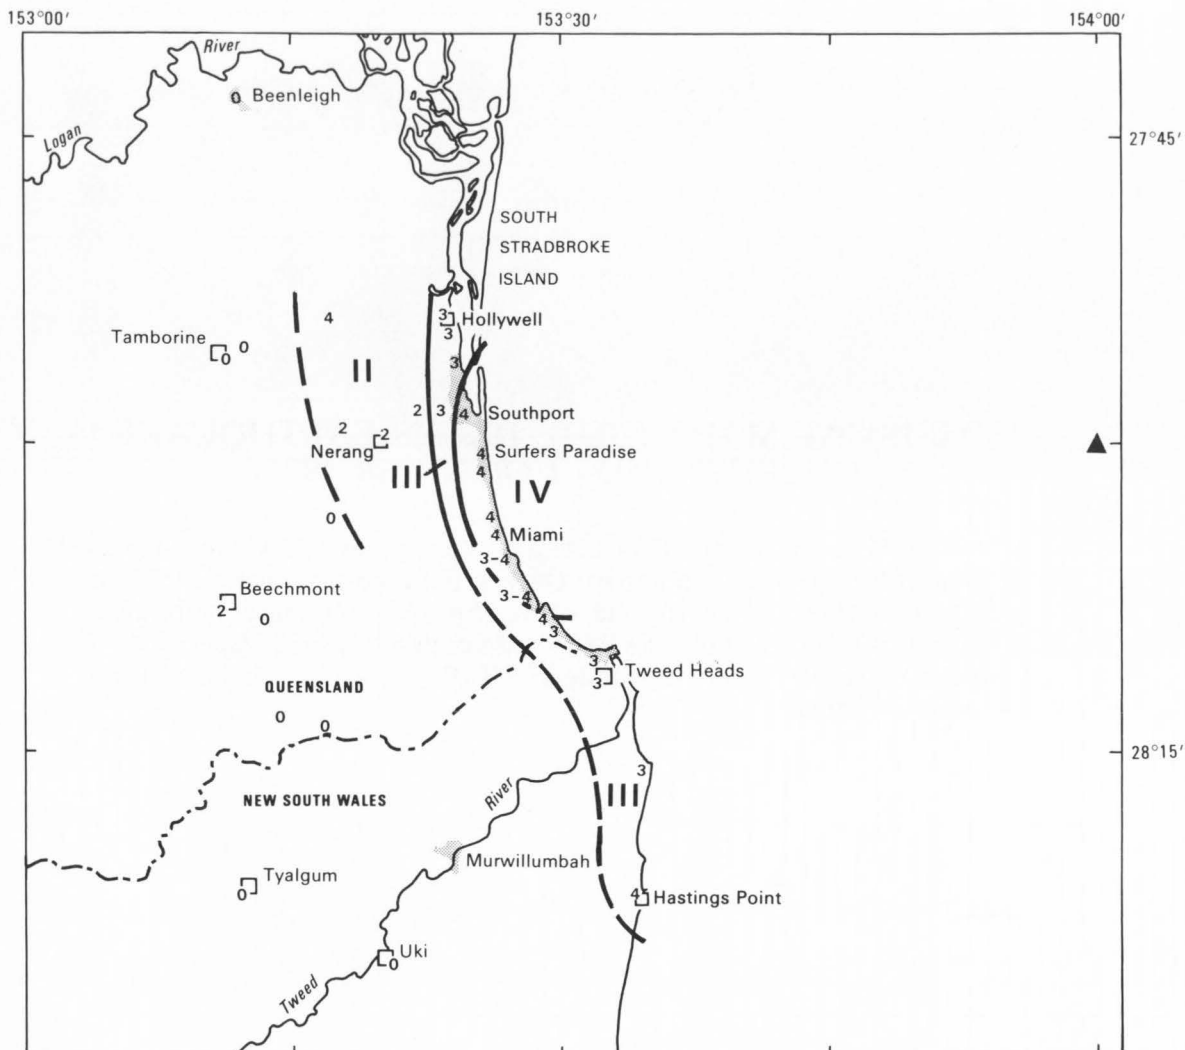 153°00′
153°30′
154°00′
River
Logan
0 Beenleigh
27°45′
SOUTH
STRADBROKE
ISLAND
4
3 Hollywell
3
Tamborine
0
0
II
3
2
3
4 Southport
2
2
Nerang
4 Surfers Paradise
4
III
IV
4
0
4 Miami
3-4
Beechmont
2
0
3-4
4
3
3
Tweed Heads
3
QUEENSLAND
0
0
28°15′
3
NEW SOUTH WALES
River
III
Murwillumbah
Tyalgum
0
4 Hastings Point
Uki
0
Tweed